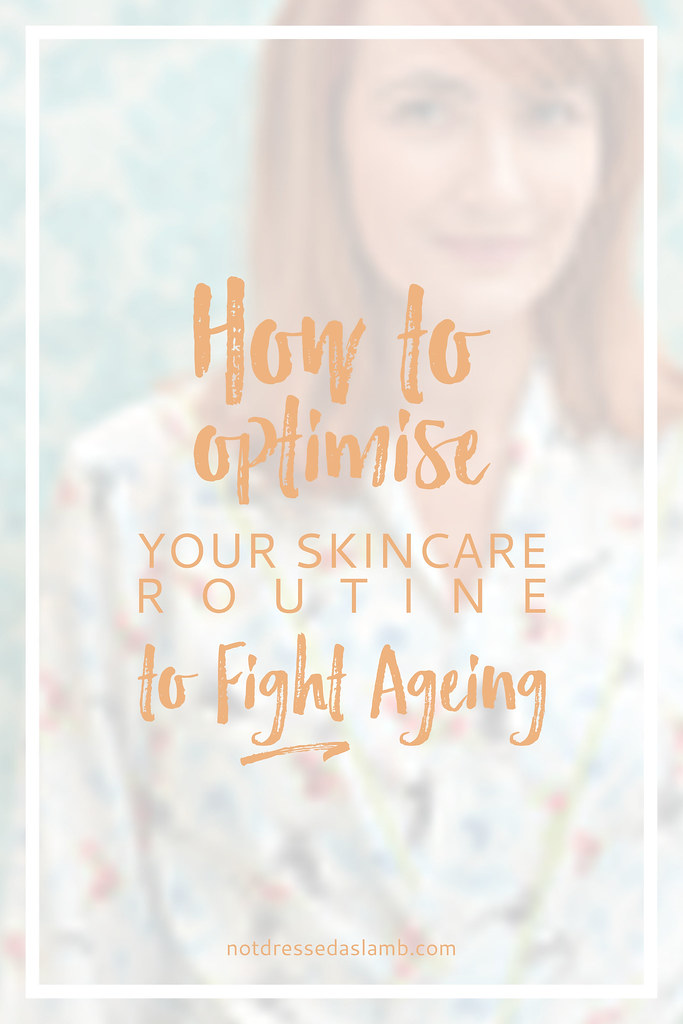 How to
optimise
YOUR SKINCARE
ROUTINE
to Fight Ageing
notdressedaslamb.com